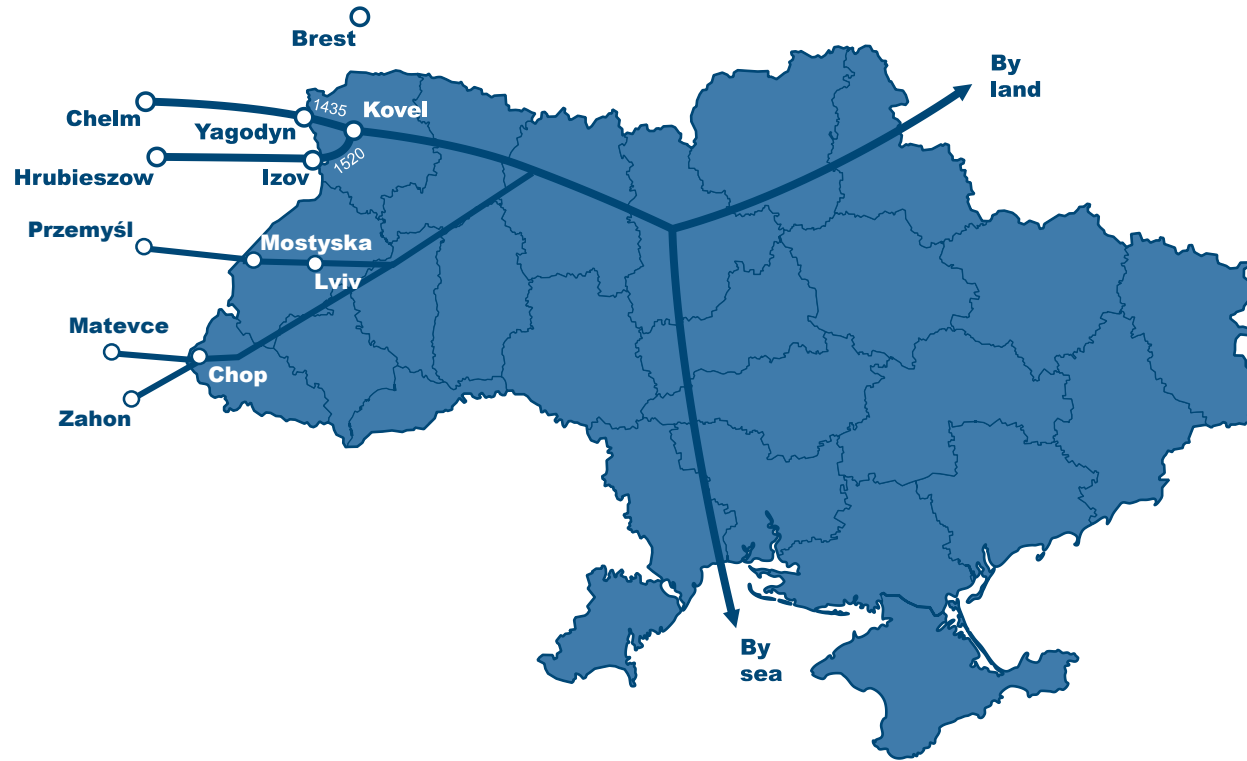 Brest
By
land
Chelm
1435
Kovel
Yagodyn
1520
Hrubieszow
Izov
Przemyśl
Mostyska
Lviv
Matevce
Chop
Zahon
By
sea